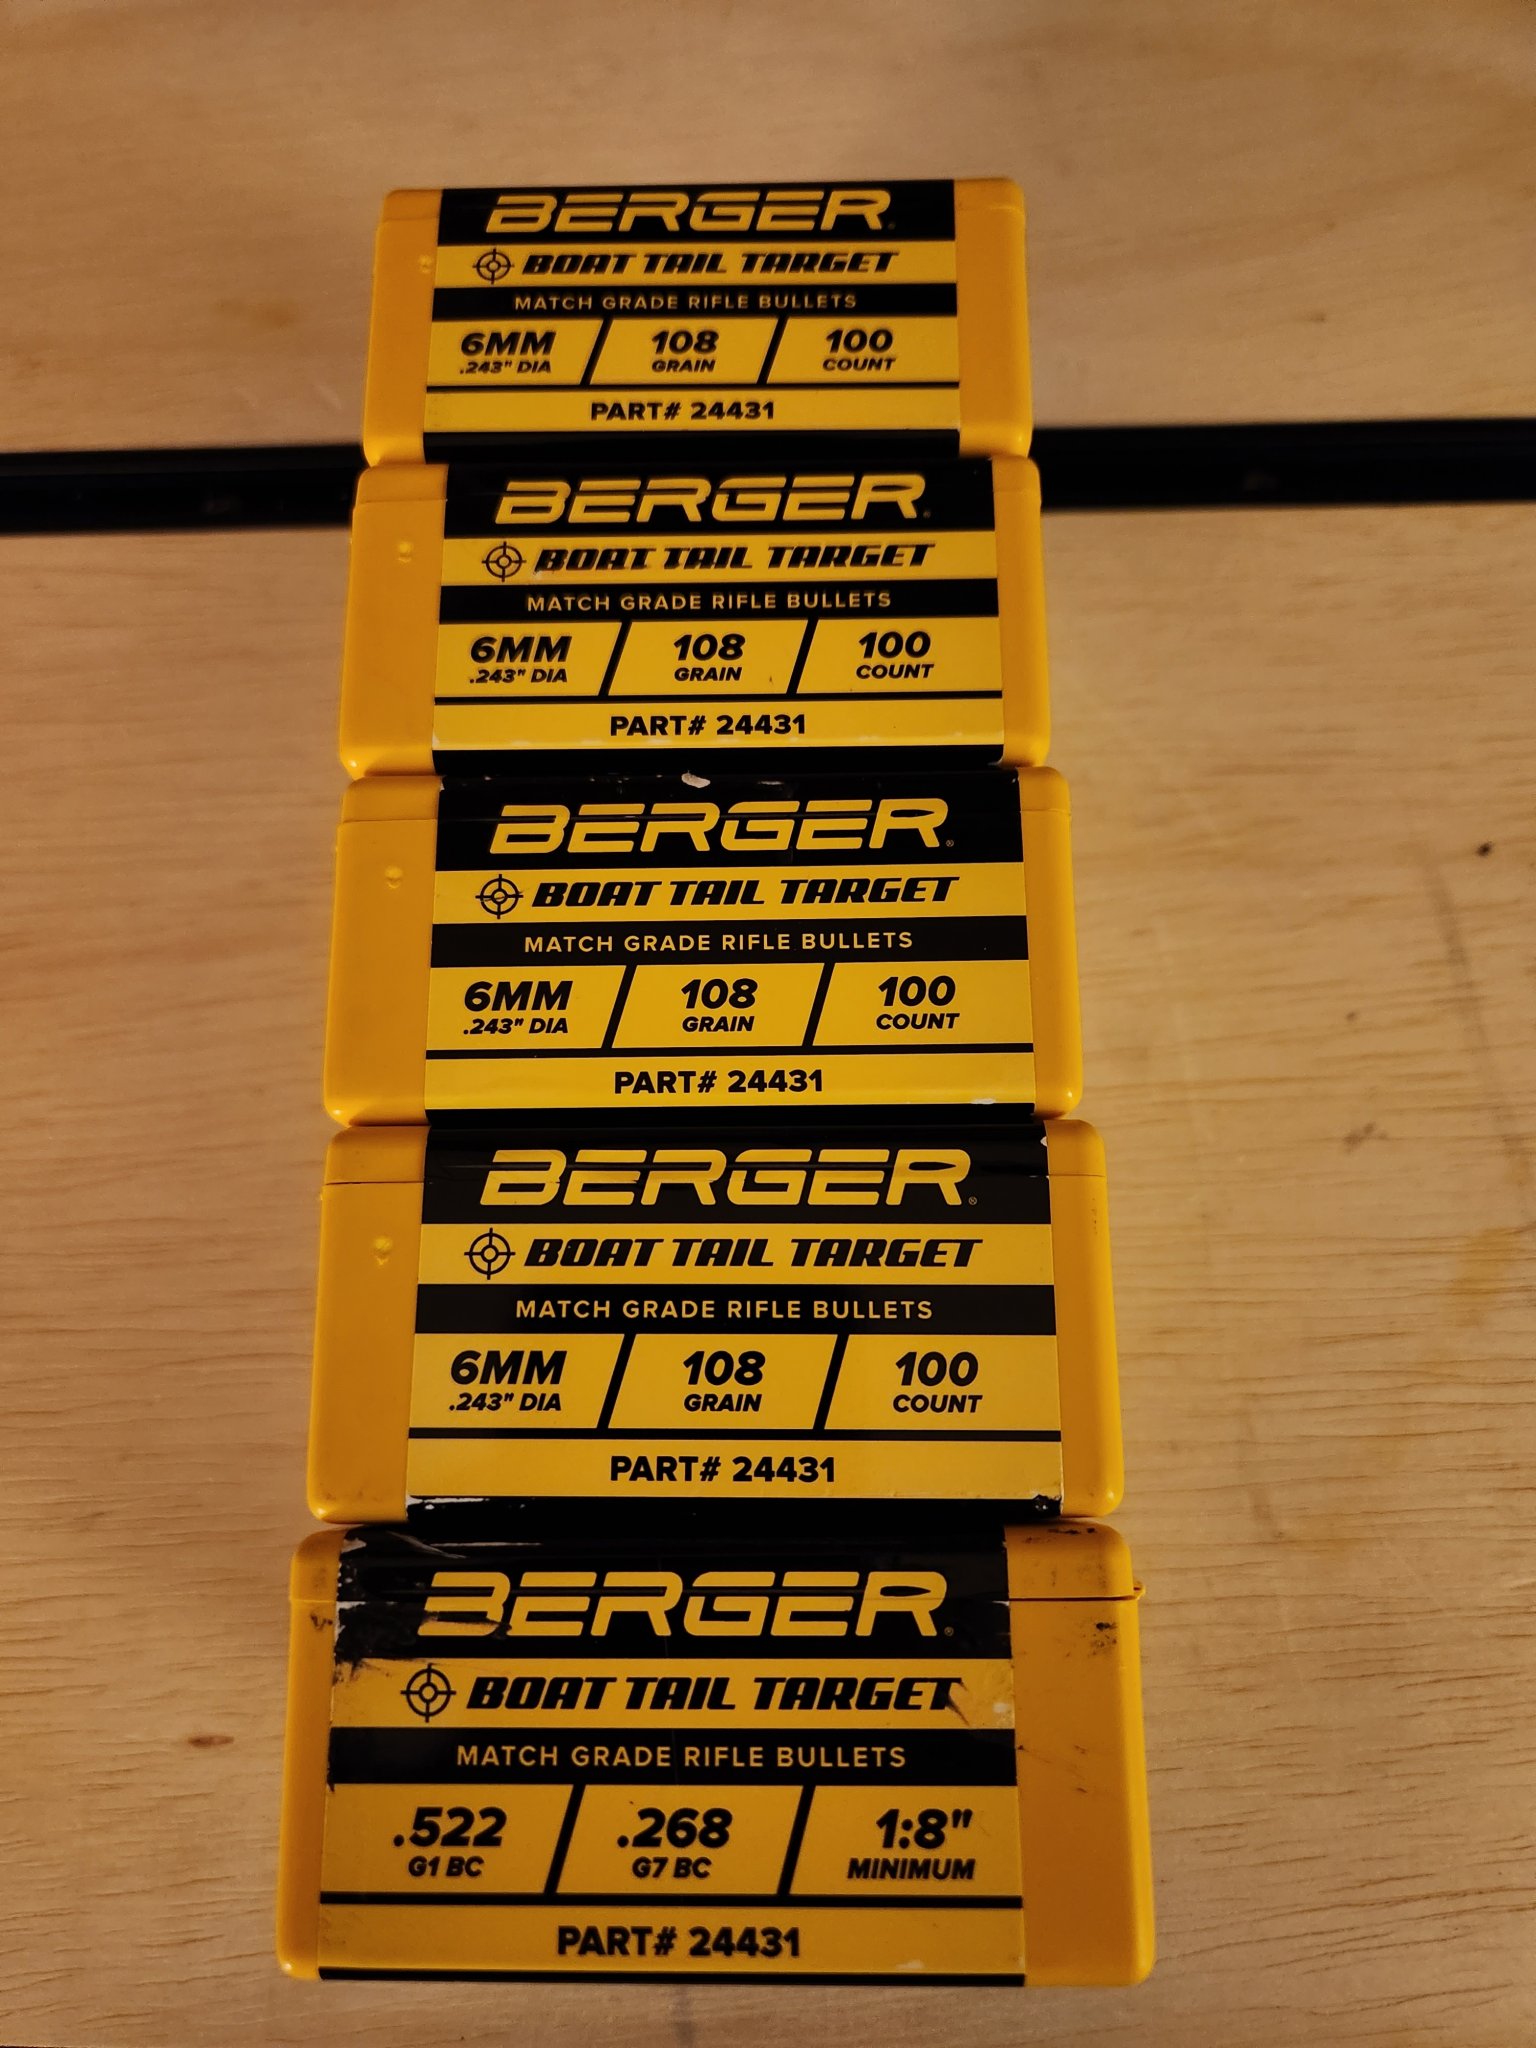 BERGER®
BOAT TAIL TARGET
MATCH GRADE RIFLE BULLETS
6MM 108 100
.243" DIA GRAIN COUNT
PART# 24431
BERGER®
BOAT TAIL TARGET
MATCH GRADE RIFLE BULLETS
6MM 108 100
.243" DIA GRAIN COUNT
PART# 24431
BERGER®
BOAT TAIL TARGET
MATCH GRADE RIFLE BULLETS
6MM 108 100
.243" DIA GRAIN COUNT
PART# 24431
BERGER®
BOAT TAIL TARGET
MATCH GRADE RIFLE BULLETS
6MM 108 100
.243" DIA GRAIN COUNT
PART# 24431
BERGER®
BOAT TAIL TARGET
MATCH GRADE RIFLE BULLETS
.522 .268 1:8"
G1 BC G7 BC MINIMUM
PART# 24431